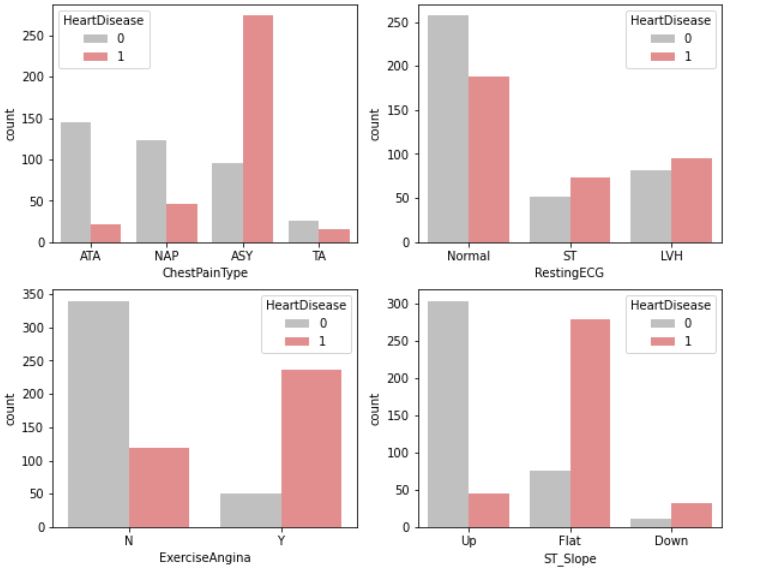 HeartDisease
0
1
count
250
200
150
100
50
0
ATA NAP ASY TA
ChestPainType
HeartDisease
0
1
count
250
200
150
100
50
0
Normal ST LVH
RestingECG
HeartDisease
0
1
count
350
300
250
200
150
100
50
0
N Y
ExerciseAngina
HeartDisease
0
1
count
300
250
200
150
100
50
0
Up Flat Down
ST_Slope